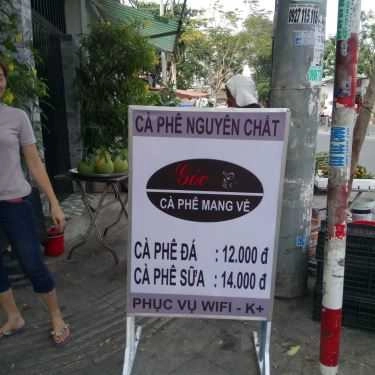 CÀ PHÊ NGUYÊN CHẤT
Góc
CÀ PHÊ MANG VỀ
CÀ PHÊ ĐÁ : 12.000 đ
CÀ PHÊ SỮA : 14.000 đ
PHỤC VỤ WIFI - K+